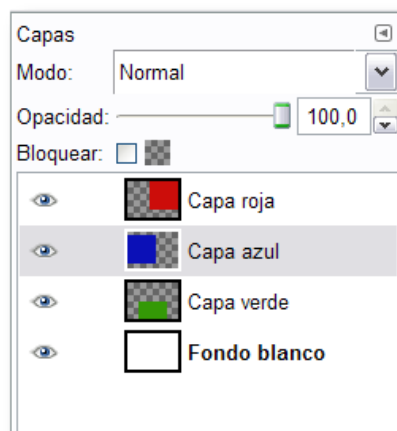 Capas
Modo: Normal
Opacidad: 100,0
Bloquear:
Capa roja
Capa azul
Capa verde
Fondo blanco